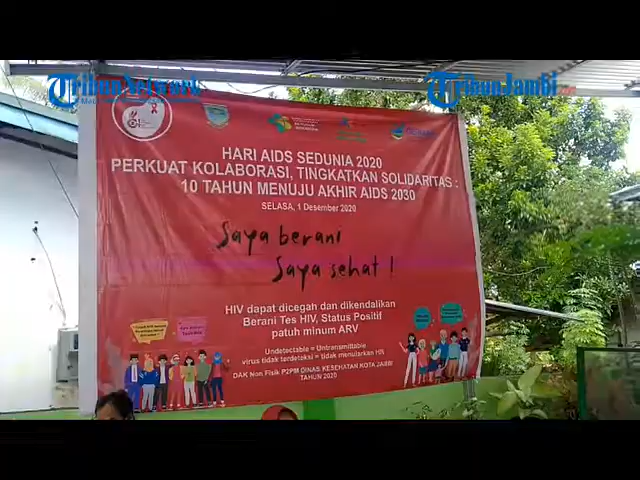 Tribun Network
TribunJambi.com
HARI AIDS SEDUNIA 2020
PERKUAT KOLABORASI, TINGKATKAN SOLIDARITAS :
10 TAHUN MENUJU AKHIR AIDS 2030
SELASA, 1 Desember 2020
Saya berani
Saya sehat !
HIV dapat dicegah dan dikendalikan
Berani Tes HIV, Status Positif
patuh minum ARV
Undetectable = Untransmittable
virus tidak terdeteksi = tidak menularkan HIV
DAK Non Fisik P2PM DINAS KESEHATAN KOTA JAMBI
TAHUN 2020